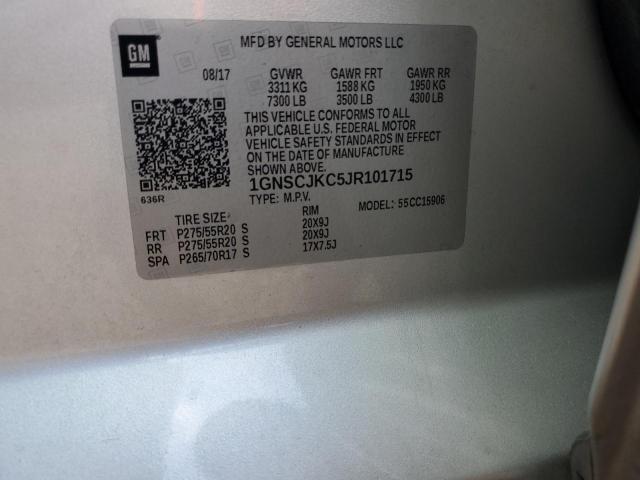 GM
MFD BY GENERAL MOTORS LLC
08/17 GVWR GAWR FRT GAWR RR
3311 KG 1588 KG 1950 KG
7300 LB 3500 LB 4300 LB
THIS VEHICLE CONFORMS TO ALL
APPLICABLE U.S. FEDERAL MOTOR
VEHICLE SAFETY STANDARDS IN EFFECT
ON THE DATE OF MANUFACTURE
SHOWN ABOVE.
1GNSCJKC5JR101715
636R TYPE: M.P.V. MODEL: 55CC15906
TIRE SIZE RIM
FRT P275/55R20 S 20X9J
RR P275/55R20 S 20X9J
SPA P265/70R17 S 17X7.5J